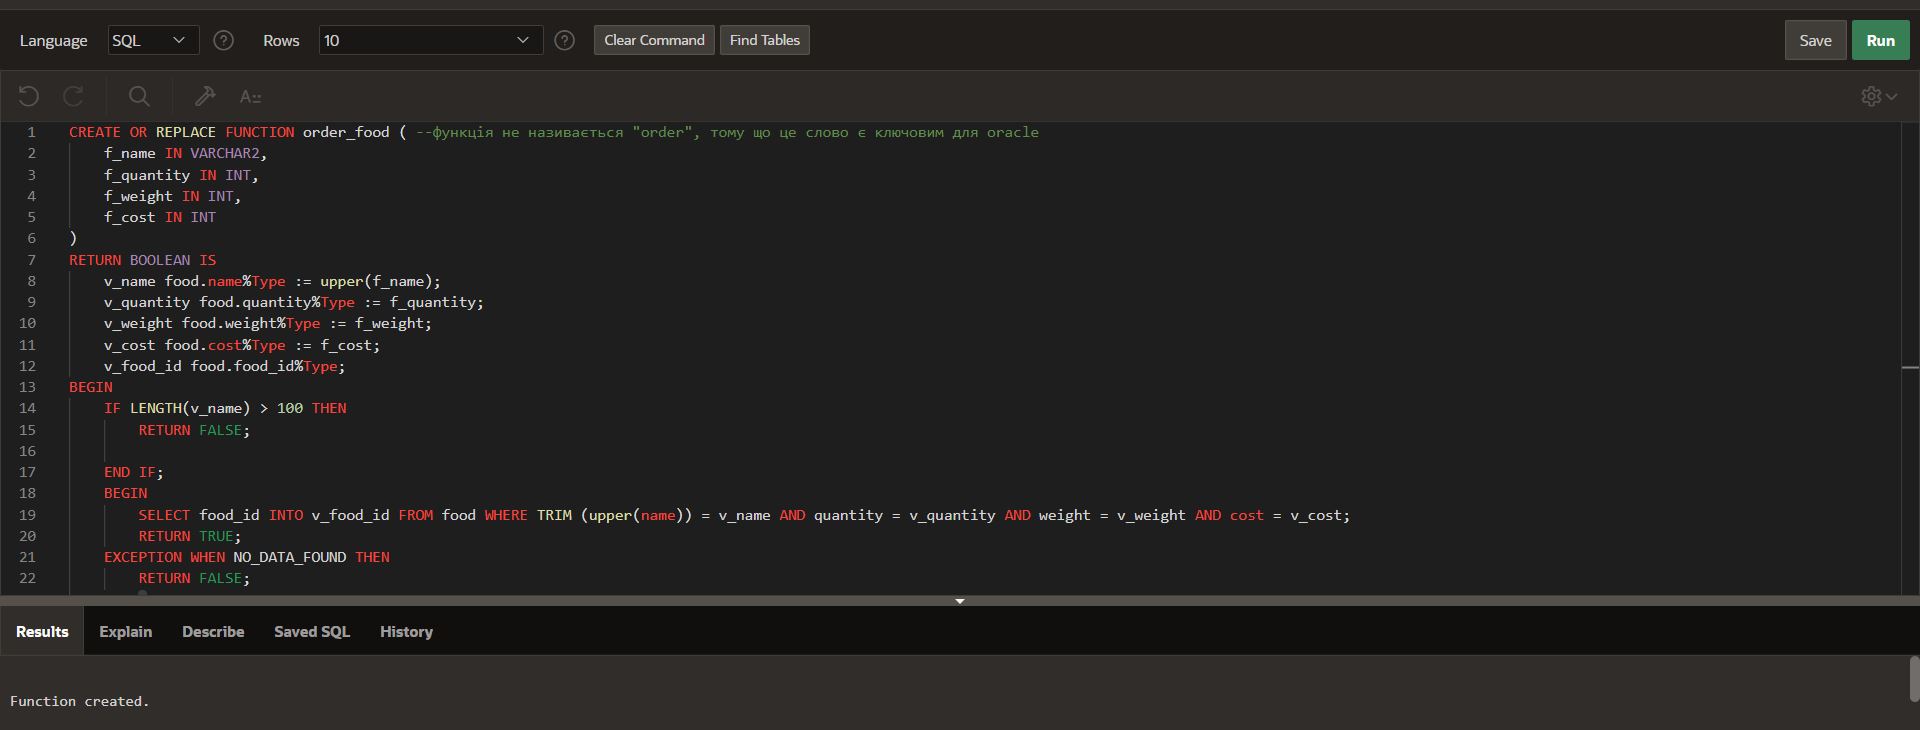 Language SQL Rows 10 Clear Command Find Tables Save Run
1 CREATE OR REPLACE FUNCTION order_food ( --функція не називається "order", тому що це слово є ключовим для oracle
2 f_name IN VARCHAR2,
3 f_quantity IN INT,
4 f_weight IN INT,
5 f_cost IN INT
6 )
7 RETURN BOOLEAN IS
8 v_name food.name%Type := upper(f_name);
9 v_quantity food.quantity%Type := f_quantity;
10 v_weight food.weight%Type := f_weight;
11 v_cost food.cost%Type := f_cost;
12 v_food_id food.food_id%Type;
13 BEGIN
14 IF LENGTH(v_name) > 100 THEN
15 RETURN FALSE;
16
17 END IF;
18 BEGIN
19 SELECT food_id INTO v_food_id FROM food WHERE TRIM (upper(name)) = v_name AND quantity = v_quantity AND weight = v_weight AND cost = v_cost;
20 RETURN TRUE;
21 EXCEPTION WHEN NO_DATA_FOUND THEN
22 RETURN FALSE;
Results Explain Describe Saved SQL History
Function created.